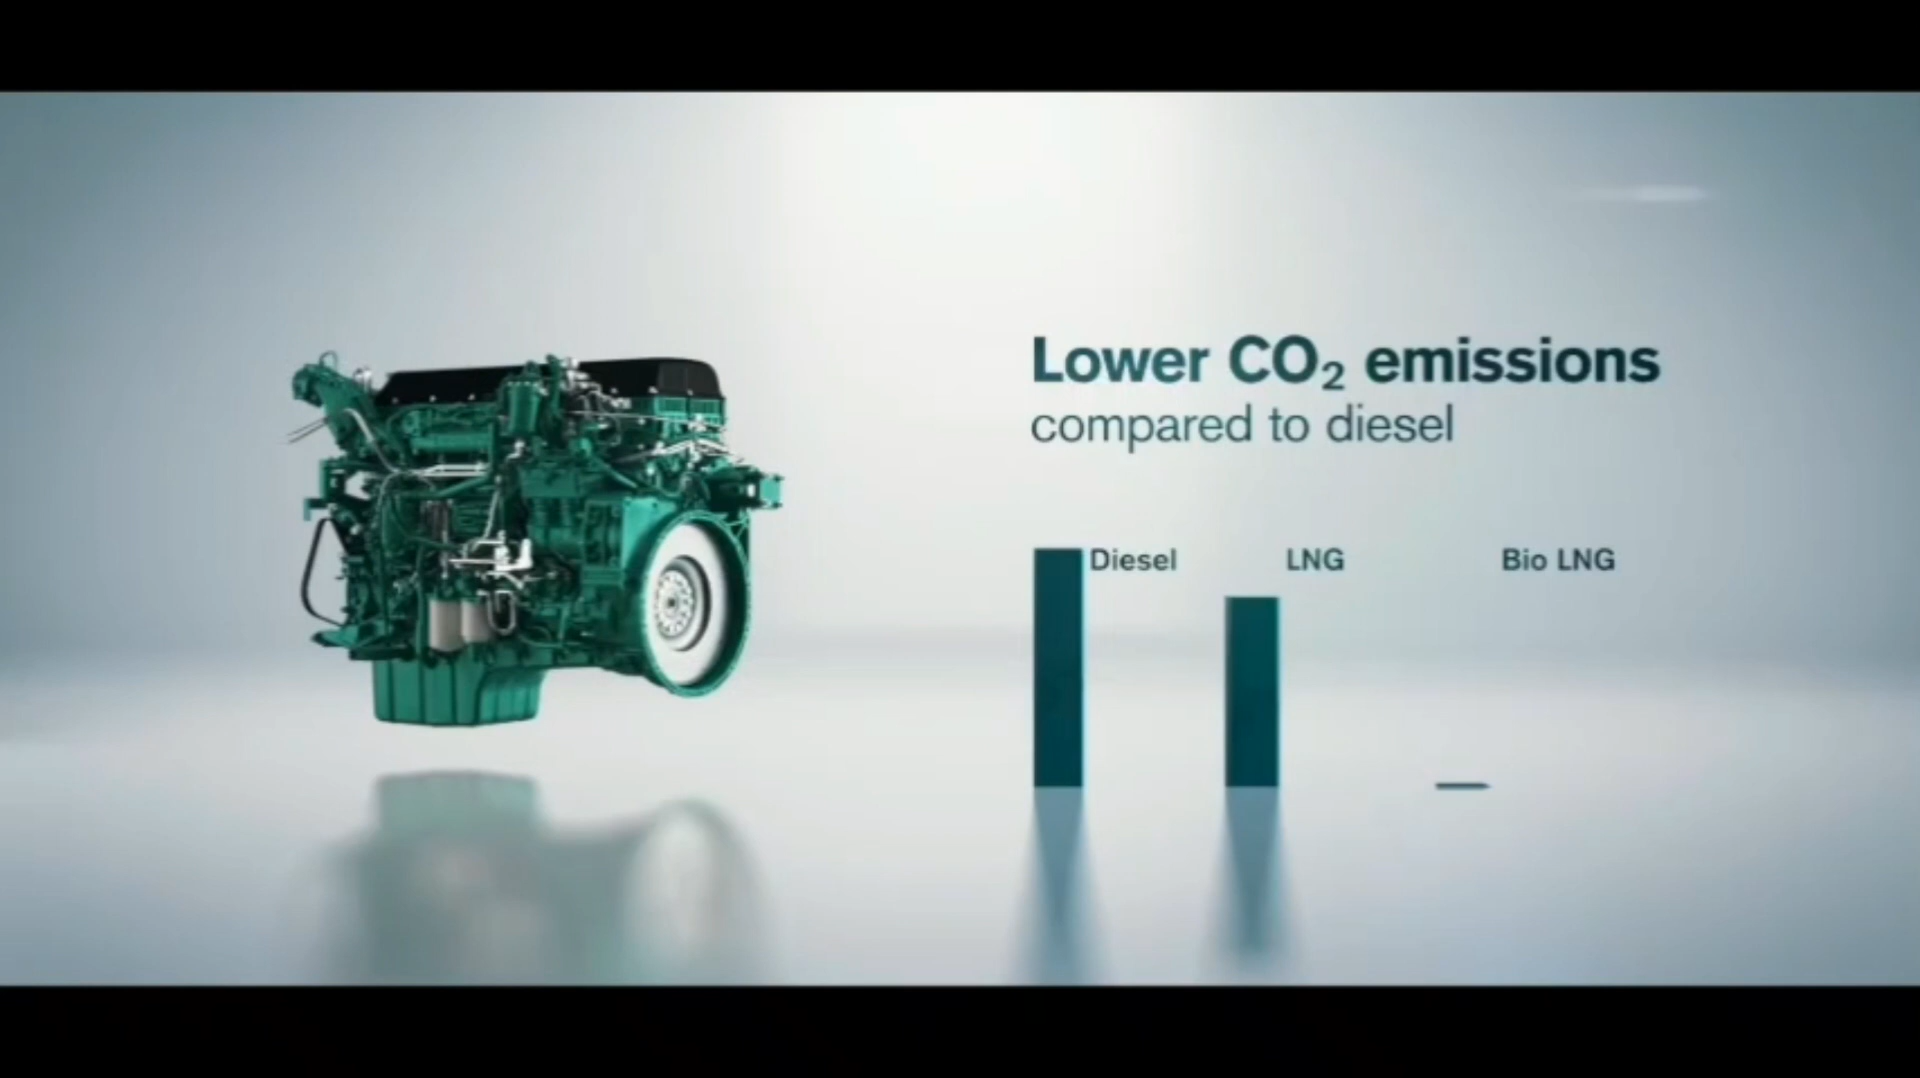 Lower CO₂ emissions
compared to diesel
Diesel
LNG
Bio LNG